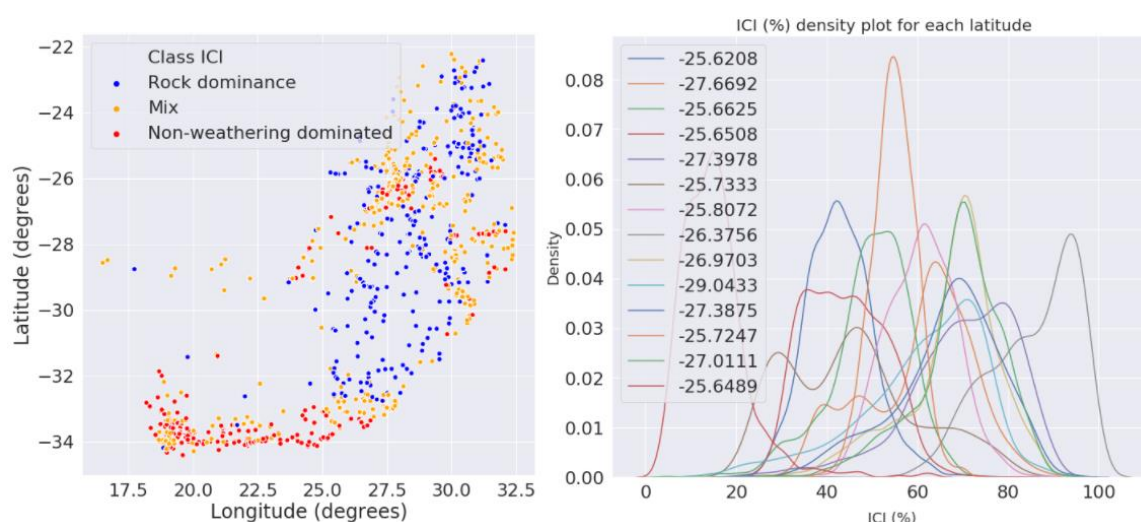 −22
−24
−26
−28
−30
−32
−34
Latitude (degrees)
Class ICI
Rock dominance
Mix
Non-weathering dominated
17.5 20.0 22.5 25.0 27.5 30.0 32.5
Longitude (degrees)
ICI (%) density plot for each latitude
0.08
0.07
0.06
0.05
0.04
0.03
0.02
0.01
0.00
Density
-25.6208
-27.6692
-25.6625
-25.6508
-27.3978
-25.7333
-25.8072
-26.3756
-26.9703
-29.0433
-27.3875
-25.7247
-27.0111
-25.6489
0 20 40 60 80 100
ICI (%)